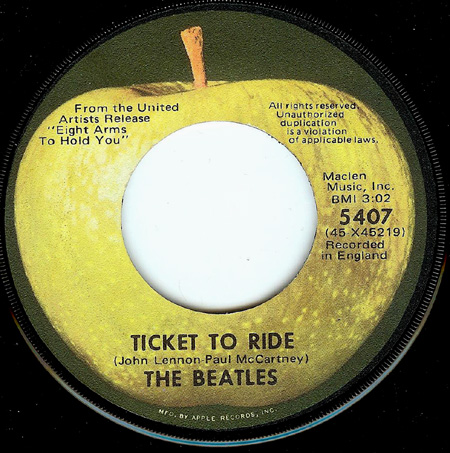 From the United
Artists Release
"Eight Arms
To Hold You"
All rights reserved.
Unauthorized
duplication
is a violation
of applicable laws.
Maclen
Music, Inc.
BMI 3:02
5407
(45 X45219)
Recorded
in England
TICKET TO RIDE
(John Lennon-Paul McCartney)
THE BEATLES
MFD. BY APPLE RECORDS, INC.